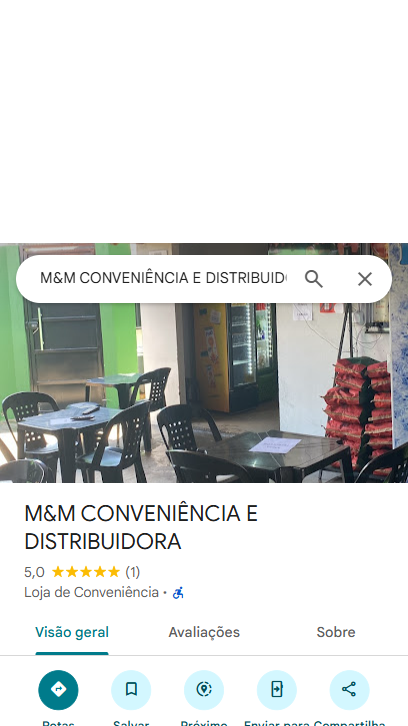 M&M CONVENIÊNCIA E DISTRIBUID
M&M CONVENIÊNCIA E
DISTRIBUIDORA
5,0 ★★★★★ (1)
Loja de Conveniência ·
Visão geral Avaliações Sobre
Rotas Salvar Próximo Enviar para Compartilha